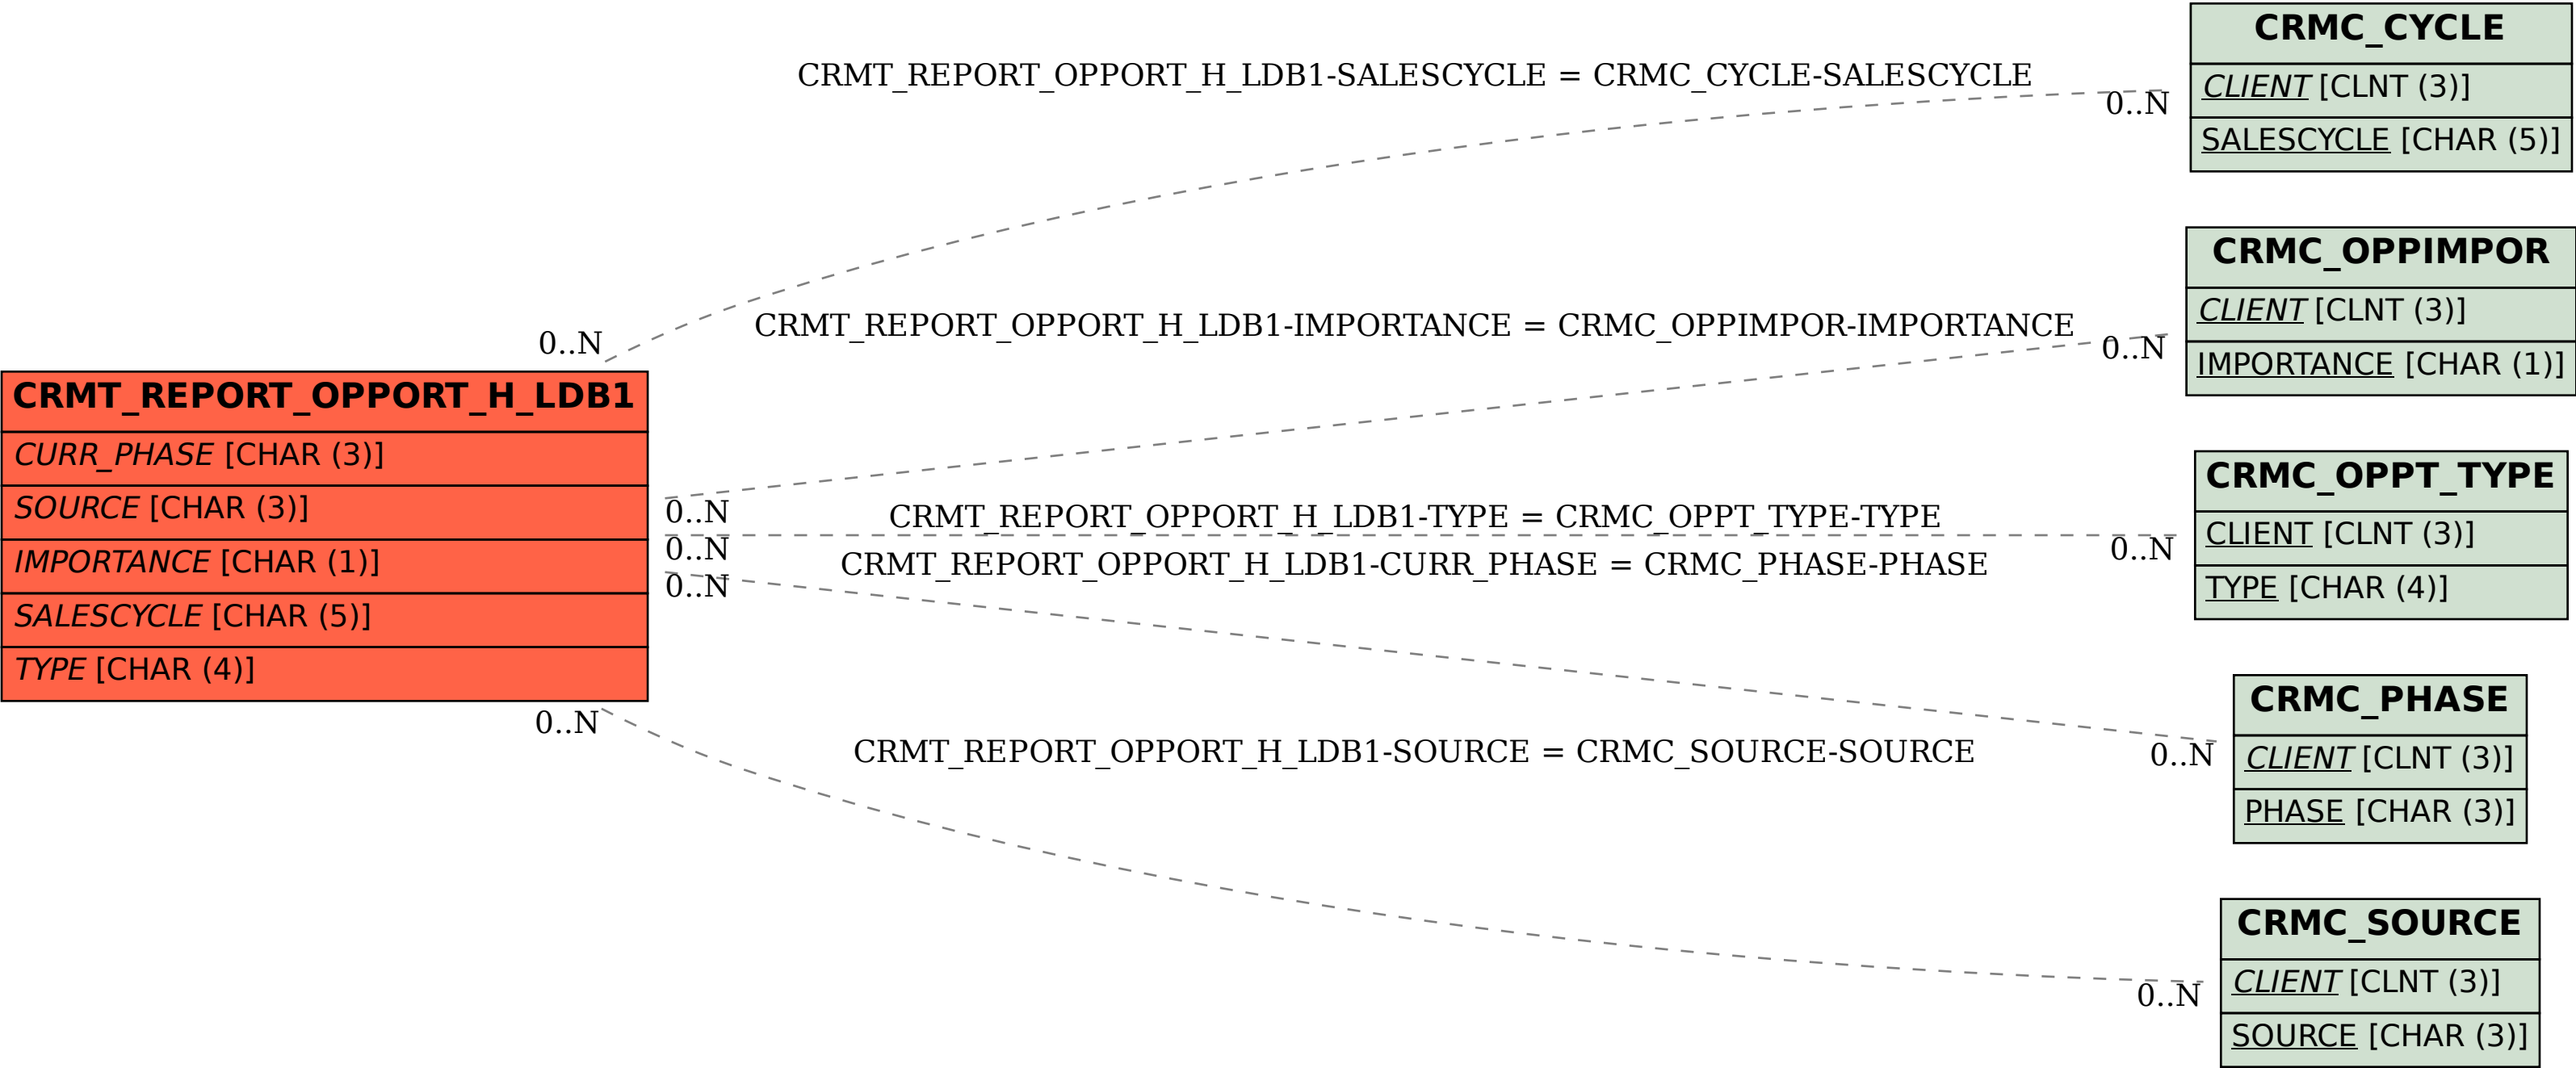 CRMT_REPORT_OPPORT_H_LDB1
CURR_PHASE [CHAR (3)]
SOURCE [CHAR (3)]
IMPORTANCE [CHAR (1)]
SALESCYCLE [CHAR (5)]
TYPE [CHAR (4)]
CRMT_REPORT_OPPORT_H_LDB1-SALESCYCLE = CRMC_CYCLE-SALESCYCLE
0..N
0..N
CRMT_REPORT_OPPORT_H_LDB1-IMPORTANCE = CRMC_OPPIMPOR-IMPORTANCE
0..N
0..N
CRMT_REPORT_OPPORT_H_LDB1-TYPE = CRMC_OPPT_TYPE-TYPE
0..N
0..N
CRMT_REPORT_OPPORT_H_LDB1-CURR_PHASE = CRMC_PHASE-PHASE
0..N
0..N
CRMT_REPORT_OPPORT_H_LDB1-SOURCE = CRMC_SOURCE-SOURCE
0..N
0..N
CRMC_CYCLE
CLIENT [CLNT (3)]
SALESCYCLE [CHAR (5)]
CRMC_OPPIMPOR
CLIENT [CLNT (3)]
IMPORTANCE [CHAR (1)]
CRMC_OPPT_TYPE
CLIENT [CLNT (3)]
TYPE [CHAR (4)]
CRMC_PHASE
CLIENT [CLNT (3)]
PHASE [CHAR (3)]
CRMC_SOURCE
CLIENT [CLNT (3)]
SOURCE [CHAR (3)]